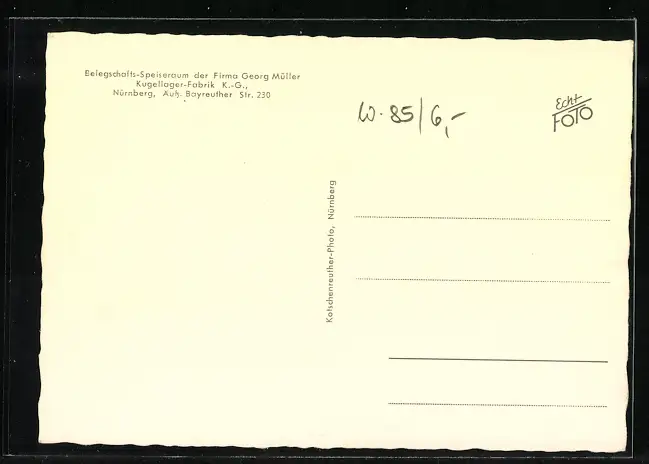 Belegschafts-Speiseraum der Firma Georg Müller
Kugellager-Fabrik K.-G.,
Nürnberg, Äuß. Bayreuther Str. 230
W. 85/6,-
Echt
FOTO
Kotschenreuther-Photo, Nürnberg